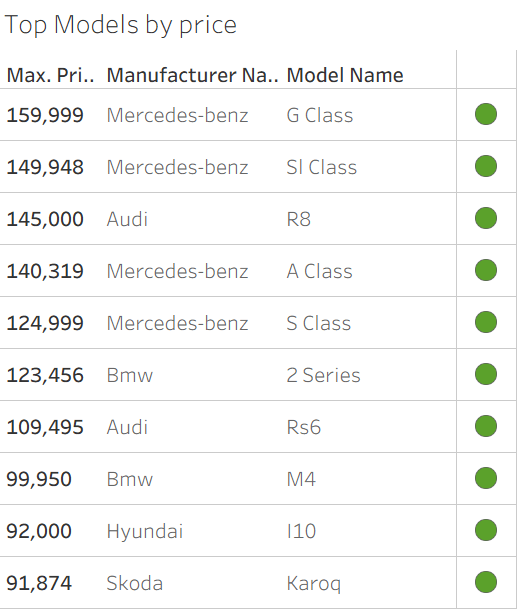 Top Models by price
Max. Pri.. Manufacturer Na.. Model Name
159,999 Mercedes-benz G Class
149,948 Mercedes-benz Sl Class
145,000 Audi R8
140,319 Mercedes-benz A Class
124,999 Mercedes-benz S Class
123,456 Bmw 2 Series
109,495 Audi Rs6
99,950 Bmw M4
92,000 Hyundai I10
91,874 Skoda Karoq